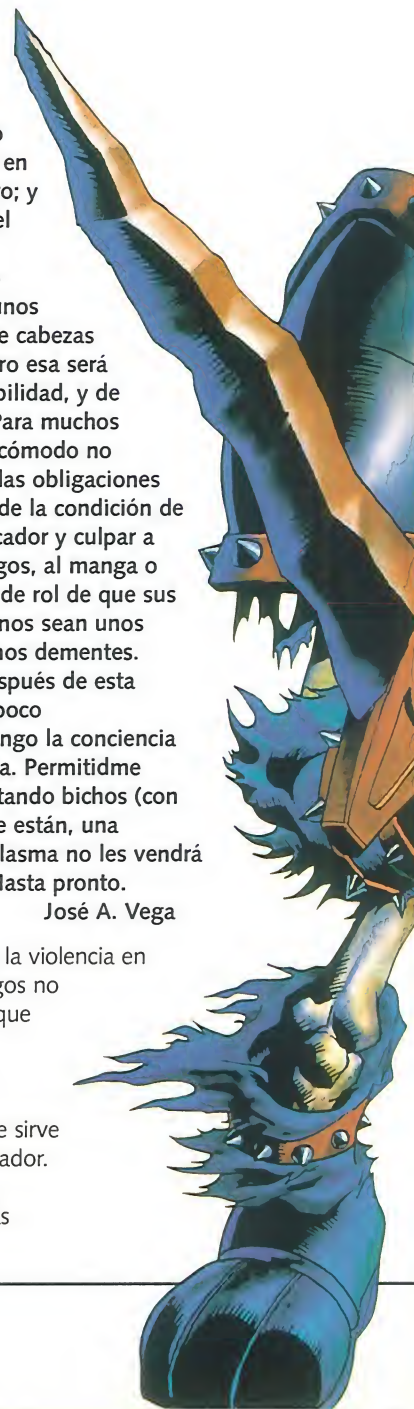 o
en
ro; y
el
unos
e cabezas
ro esa será
bilidad, y de
Para muchos
cómodo no
las obligaciones
de la condición de
cador y culpar a
gos, al manga o
de rol de que sus
nos sean unos
nos dementes.
spués de esta
poco
ngo la conciencia
a. Permitidme
tando bichos (con
e están, una
plasma no les vendrá
Hasta pronto.
José A. Vega
la violencia en
gos no
que
e sirve
ador.
as